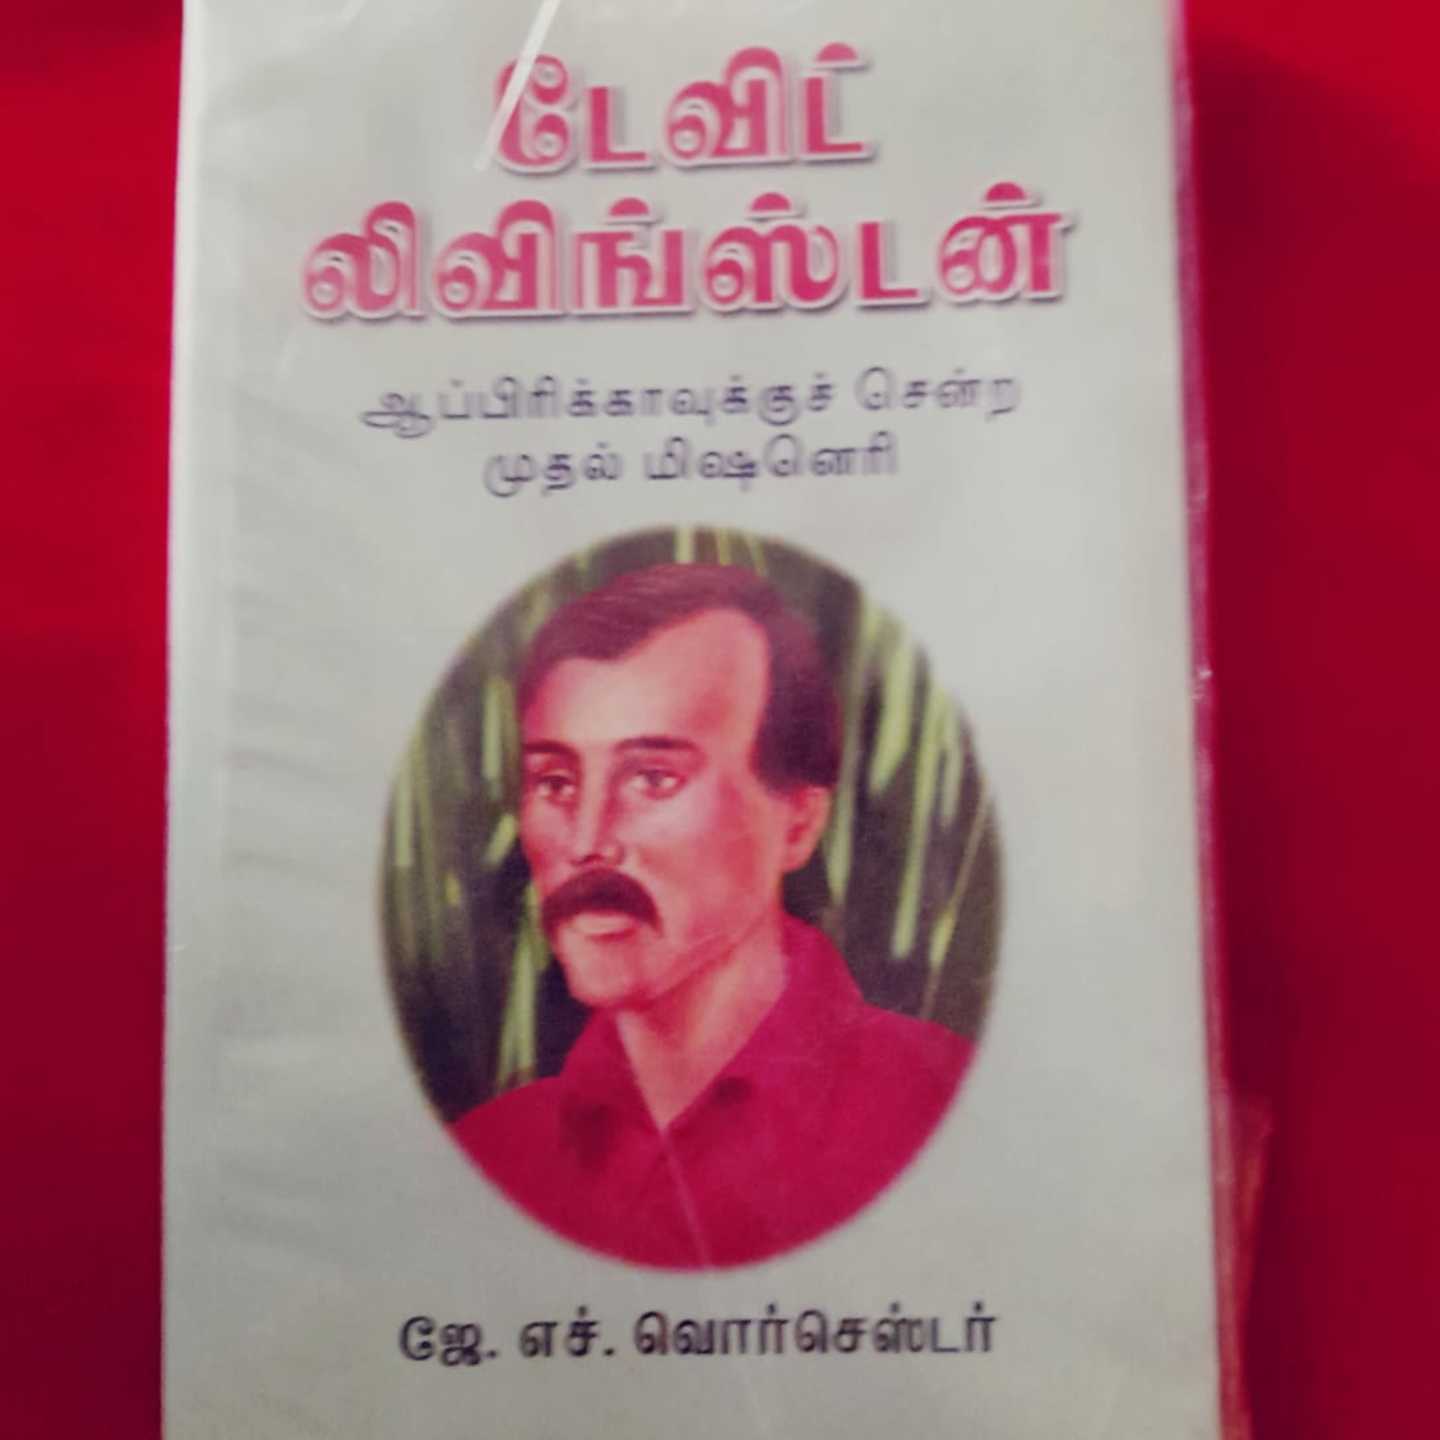 டேவிட்
லிவிங்ஸ்டன்
ஆப்பிரிக்காவுக்குச் சென்ற
முதல் மிஷனெரி
ஜே. எச். வொர்செஸ்டர்